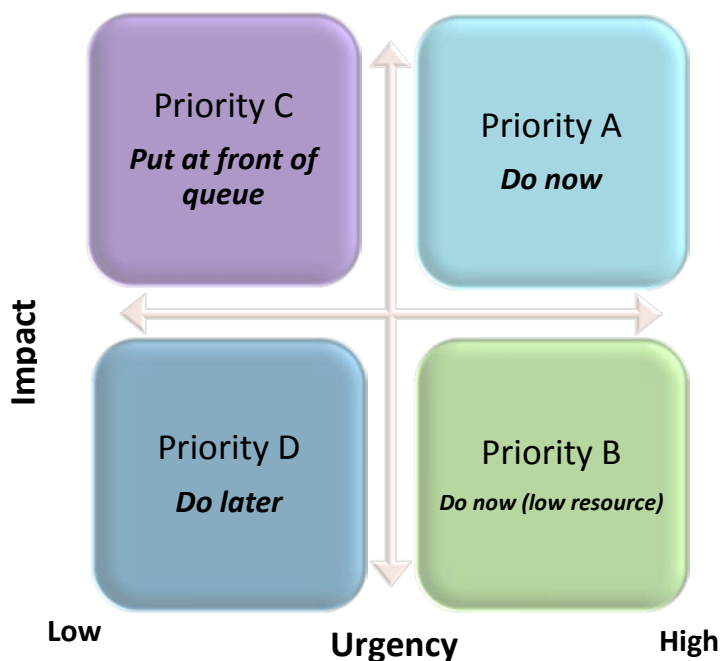 Priority C
Put at front of
queue
Priority A
Do now
Impact
Priority D
Do later
Priority B
Do now (low resource)
Low
Urgency
High